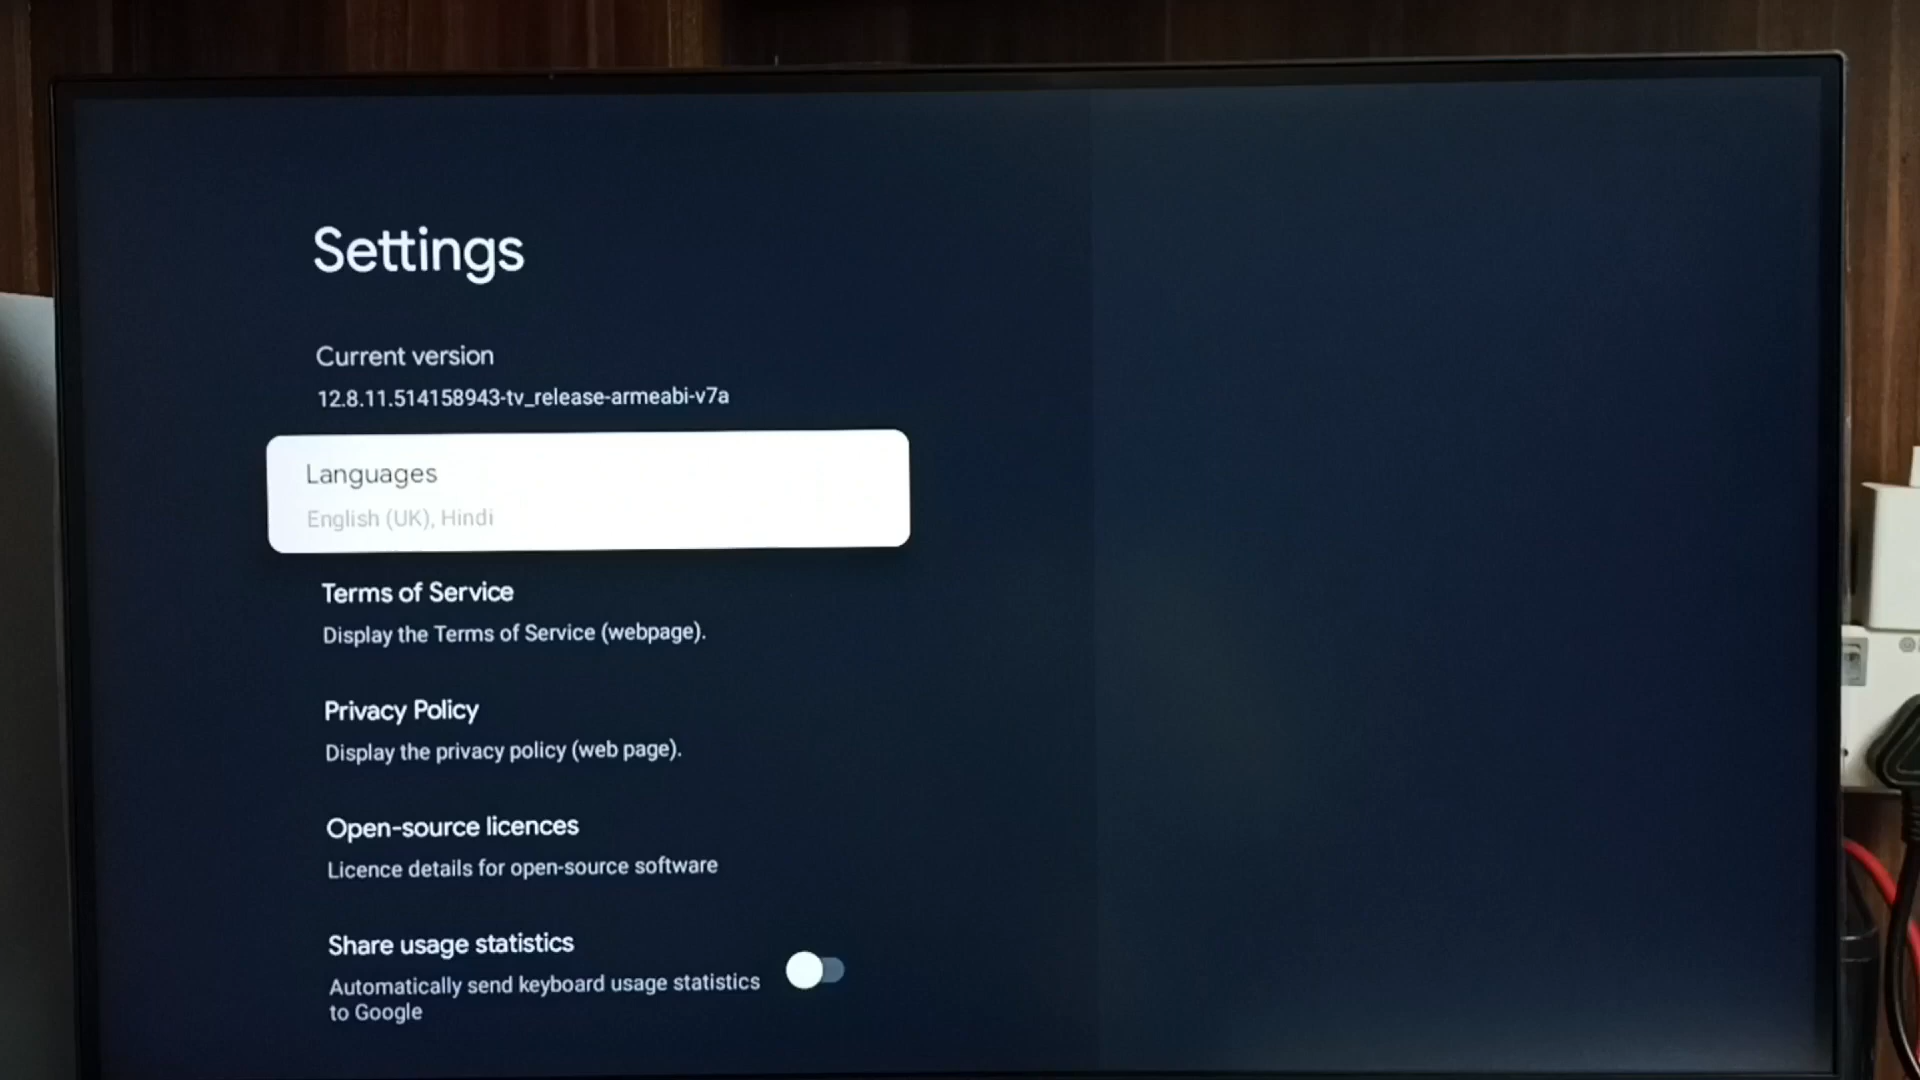 Settings
Current version
12.8.11.514158943-tv_release-armeabi-v7a
Languages
English (UK), Hindi
Terms of Service
Display the Terms of Service (webpage).
Privacy Policy
Display the privacy policy (web page).
Open-source licences
Licence details for open-source software
Share usage statistics
Automatically send keyboard usage statistics
to Google